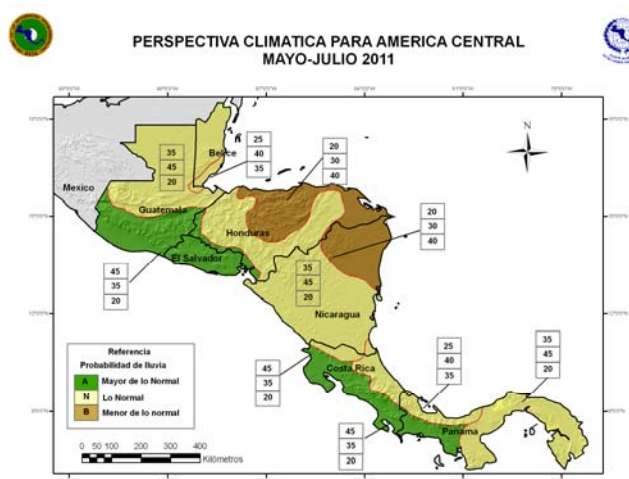 PERSPECTIVA CLIMATICA PARA AMERICA CENTRAL
MAYO-JULIO 2011
N
35
45
20
Belice
25
40
35
20
30
40
Mexico
Guatemala
Honduras
El Salvador
20
30
40
45
35
20
35
45
20
Nicaragua
Referencia
Probabilidad de lluvia
A Mayor de lo Normal
N Lo Normal
B Menor de lo normal
45
35
20
Costa Rica
25
40
35
35
45
20
Panama
45
35
20
0 50 100 200 300 400
Kilómetros